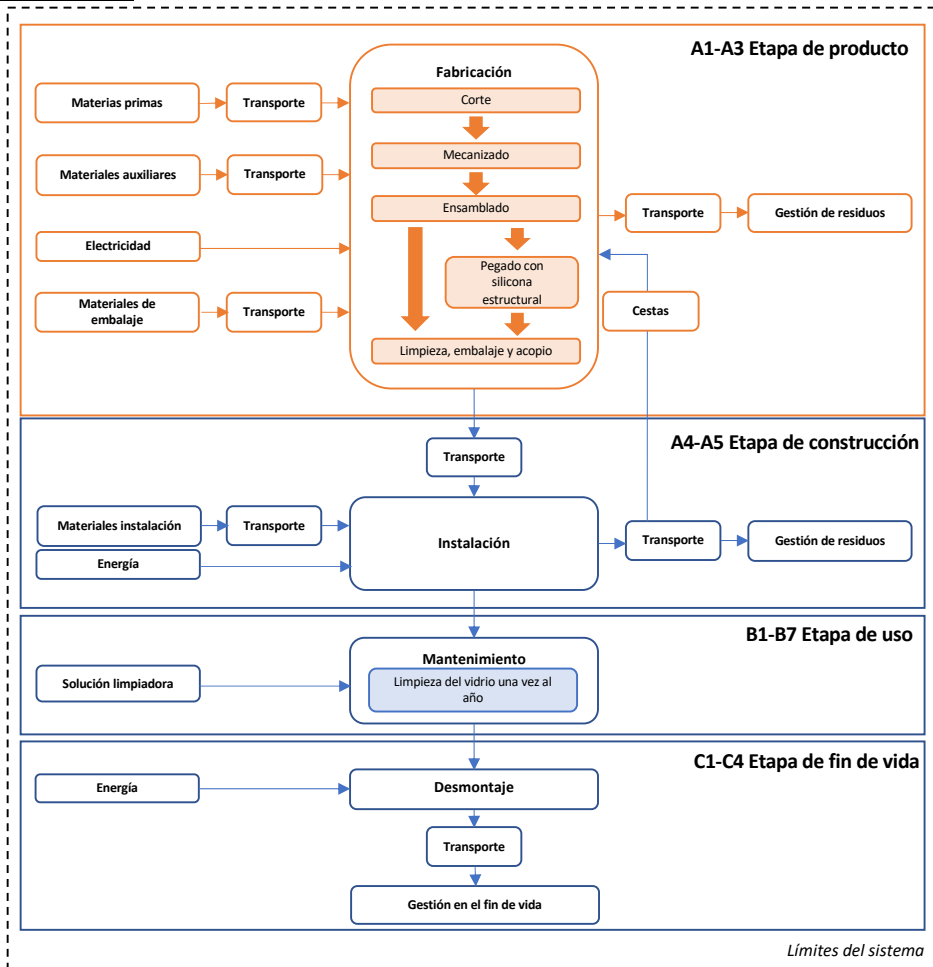 A1-A3 Etapa de producto
Fabricación
Materias primas
Transporte
Corte
Mecanizado
Materiales auxiliares
Transporte
Ensamblado
Transporte
Gestión de residuos
Electricidad
Pegado con
silicona
estructural
Materiales de
embalaje
Transporte
Cestas
Limpieza, embalaje y acopio
A4-A5 Etapa de construcción
Transporte
Materiales instalación
Transporte
Instalación
Transporte
Gestión de residuos
Energía
B1-B7 Etapa de uso
Mantenimiento
Solución limpiadora
Limpieza del vidrio una vez al
año
C1-C4 Etapa de fin de vida
Energía
Desmontaje
Transporte
Gestión en el fin de vida
Límites del sistema